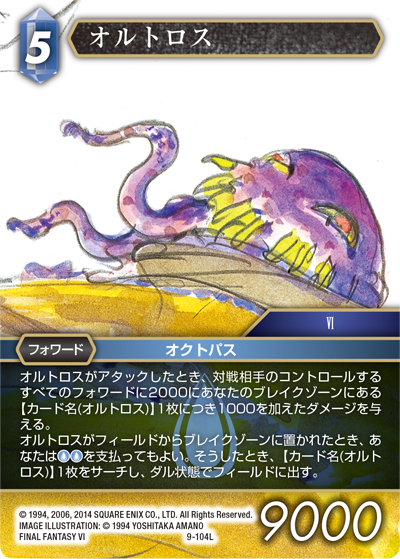 5
オルトロス
VI
フォワード
オクトパス
オルトロスがアタックしたとき、対戦相手のコントロールする
すべてのフォワードに2000にあなたのブレイクゾーンにある
【カード名(オルトロス)】1枚につき1000を加えたダメージを与
える。
オルトロスがフィールドからブレイクゾーンに置かれたとき、あ
なたは水水を支払ってもよい。そうしたとき、【カード名(オルト
ロス)】1枚をサーチし、ダル状態でフィールドに出す。
© 1994, 2006, 2014 SQUARE ENIX CO., LTD. All Rights Reserved.
IMAGE ILLUSTRATION: © 1994 YOSHITAKA AMANO
FINAL FANTASY VI
9-104L
9000